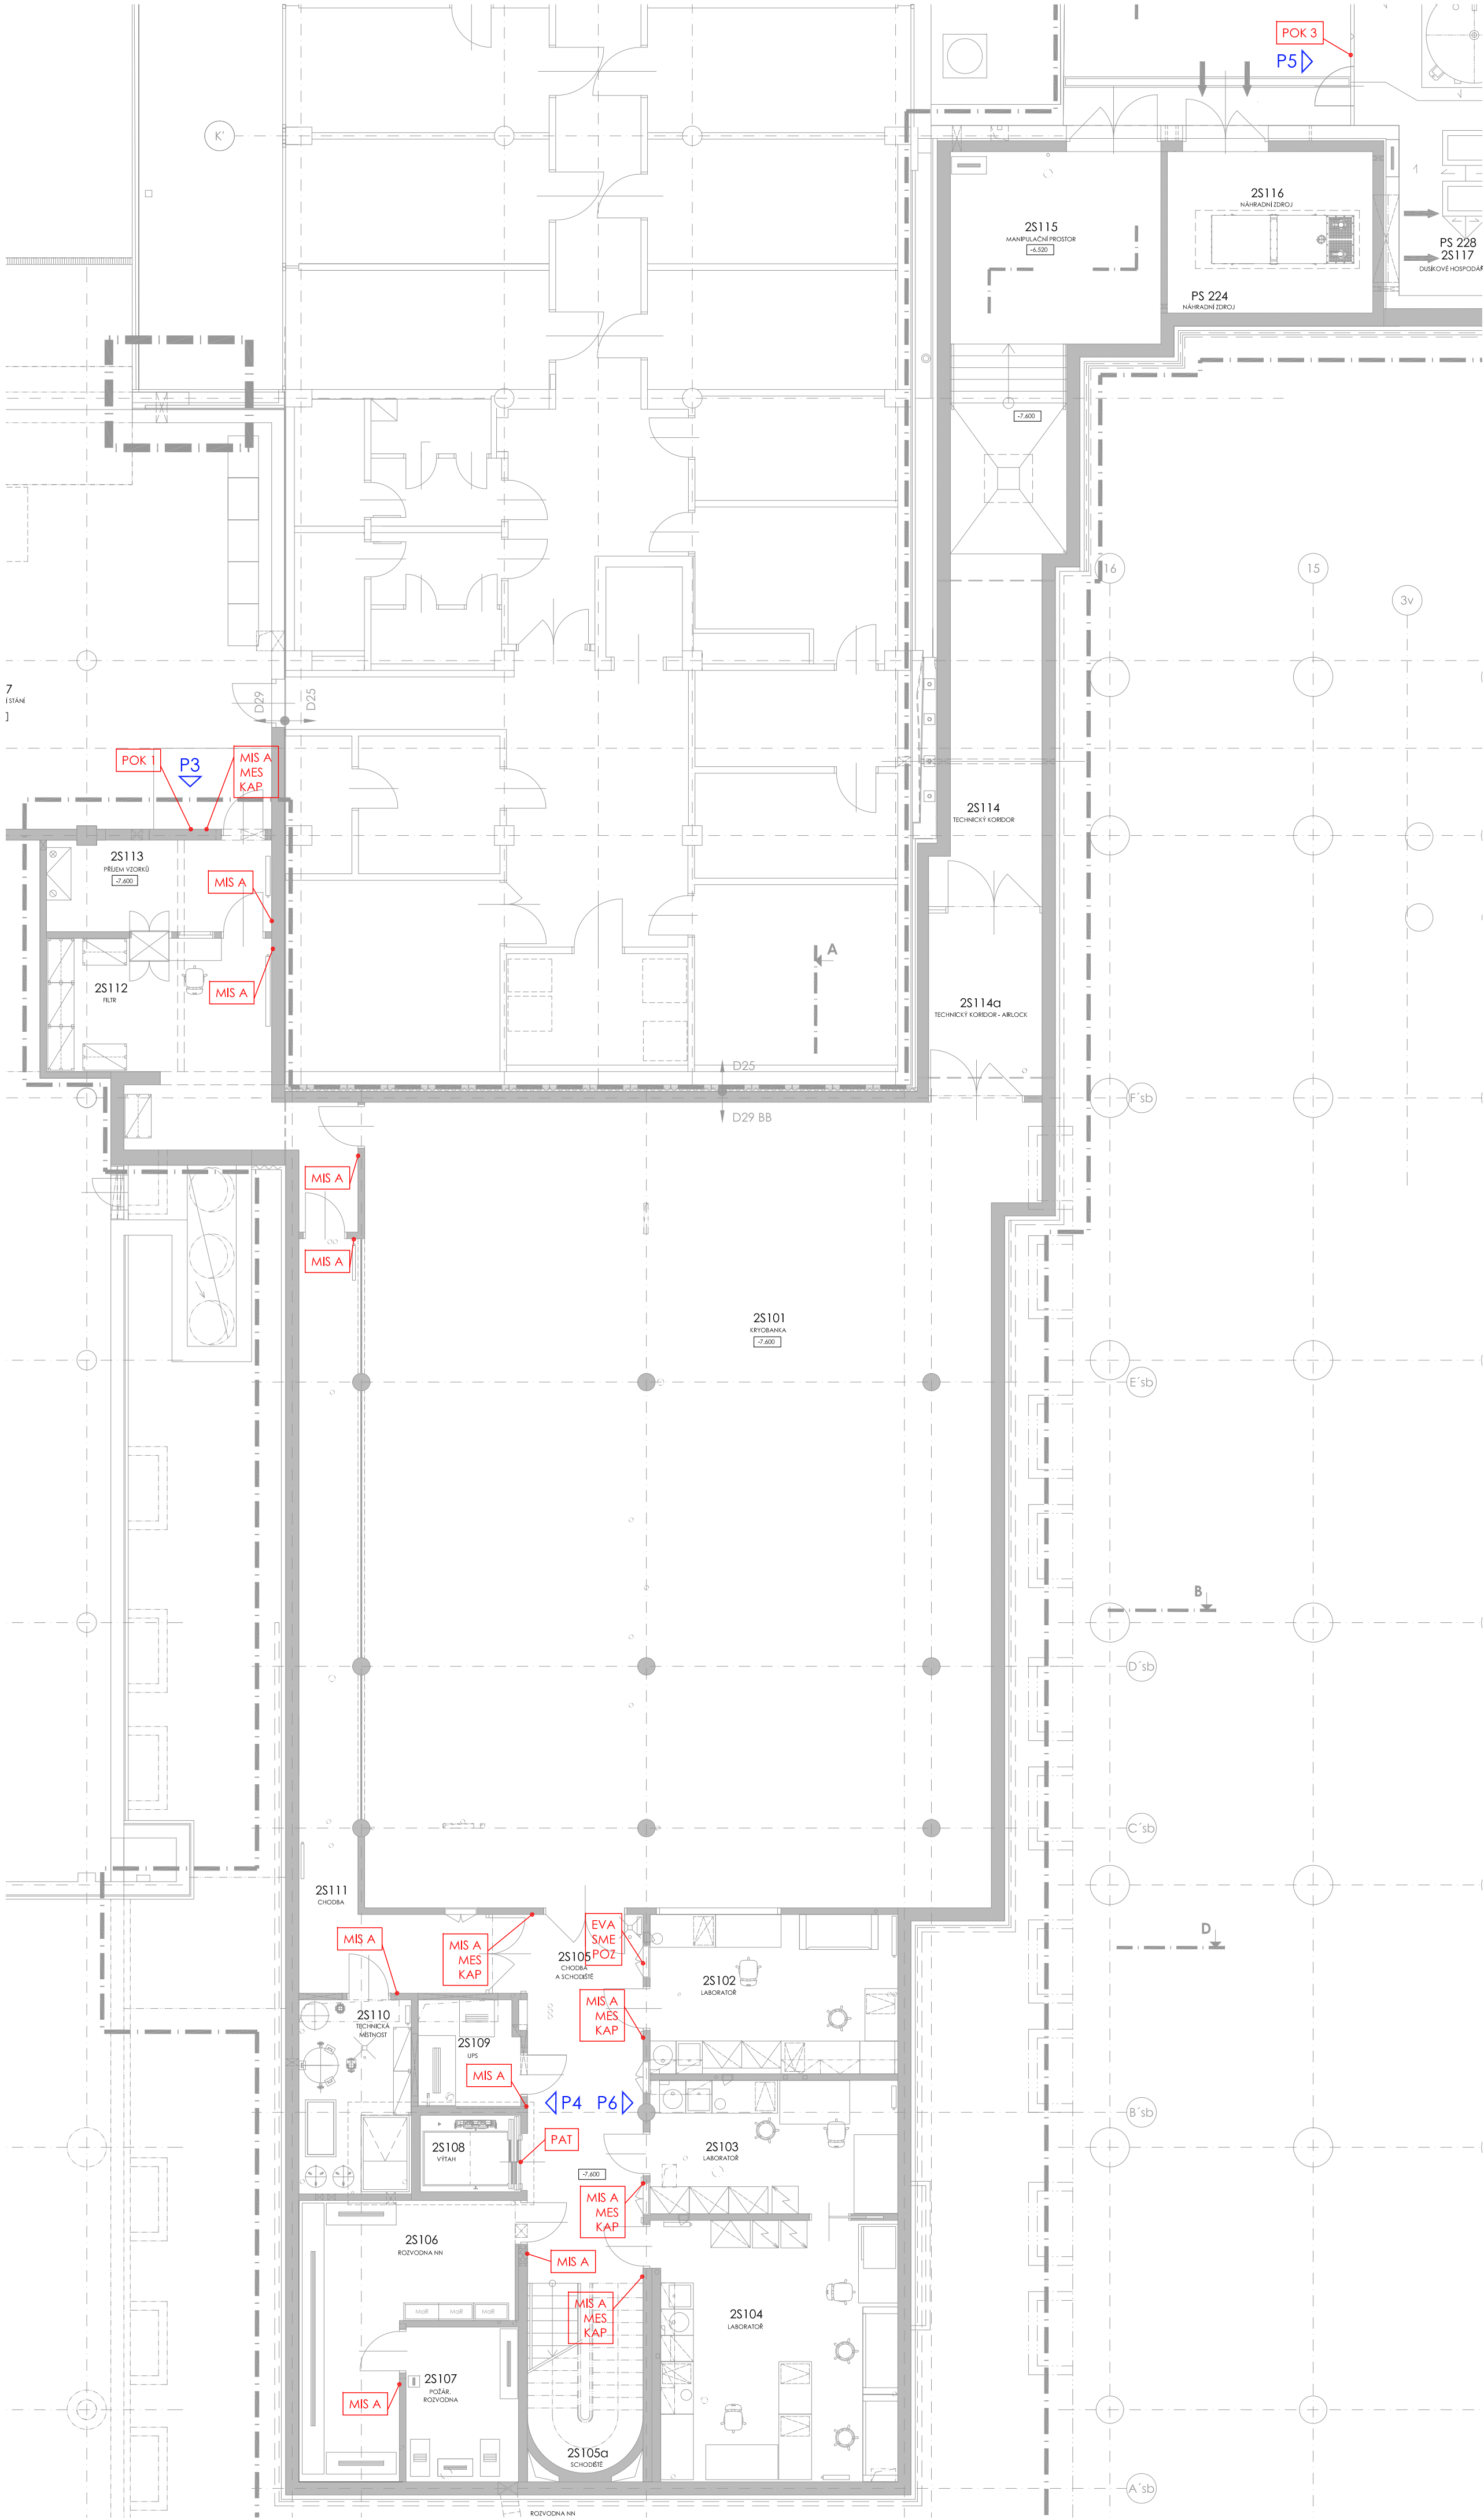 POK 3
P5
K'
2S116
NÁHRADNÍ ZDROJ
2S115
MANIPULAČNÍ PROSTOR
-6.520
PS 228
2S117
DUSÍKOVÉ HOSPODÁŘ
PS 224
NÁHRADNÍ ZDROJ
-7.600
16
15
3v
7
Í STÁNÍ
D29
D25
POK 1
P3
MIS A
MES
KAP
2S114
TECHNICKÝ KORIDOR
2S113
PŘÍJEM VZORKŮ
-7.600
MIS A
A
2S112
FILTR
MIS A
2S114a
TECHNICKÝ KORIDOR - AIRLOCK
D25
D29 BB
F´sb
MIS A
MIS A
2S101
KRYOBANKA
-7.600
E´sb
B
D´sb
C´sb
2S111
CHODBA
MIS A
MIS A
MES
KAP
EVA
SME
POZ
2S105
CHODBA
A SCHODIŠTĚ
D
2S102
LABORATOŘ
MIS A
MES
KAP
2S110
TECHNICKÁ
MÍSTNOST
2S109
UPS
MIS A
P4
P6
B´sb
2S108
VÝTAH
PAT
2S103
LABORATOŘ
-7.600
MIS A
MES
KAP
2S106
ROZVODNA NN
MIS A
MIS A
MES
KAP
MaR
MaR
MaR
2S104
LABORATOŘ
2S107
POŽÁR.
ROZVODNA
MIS A
2S105a
SCHODIŠTĚ
A´sb
ROZVODNA NN